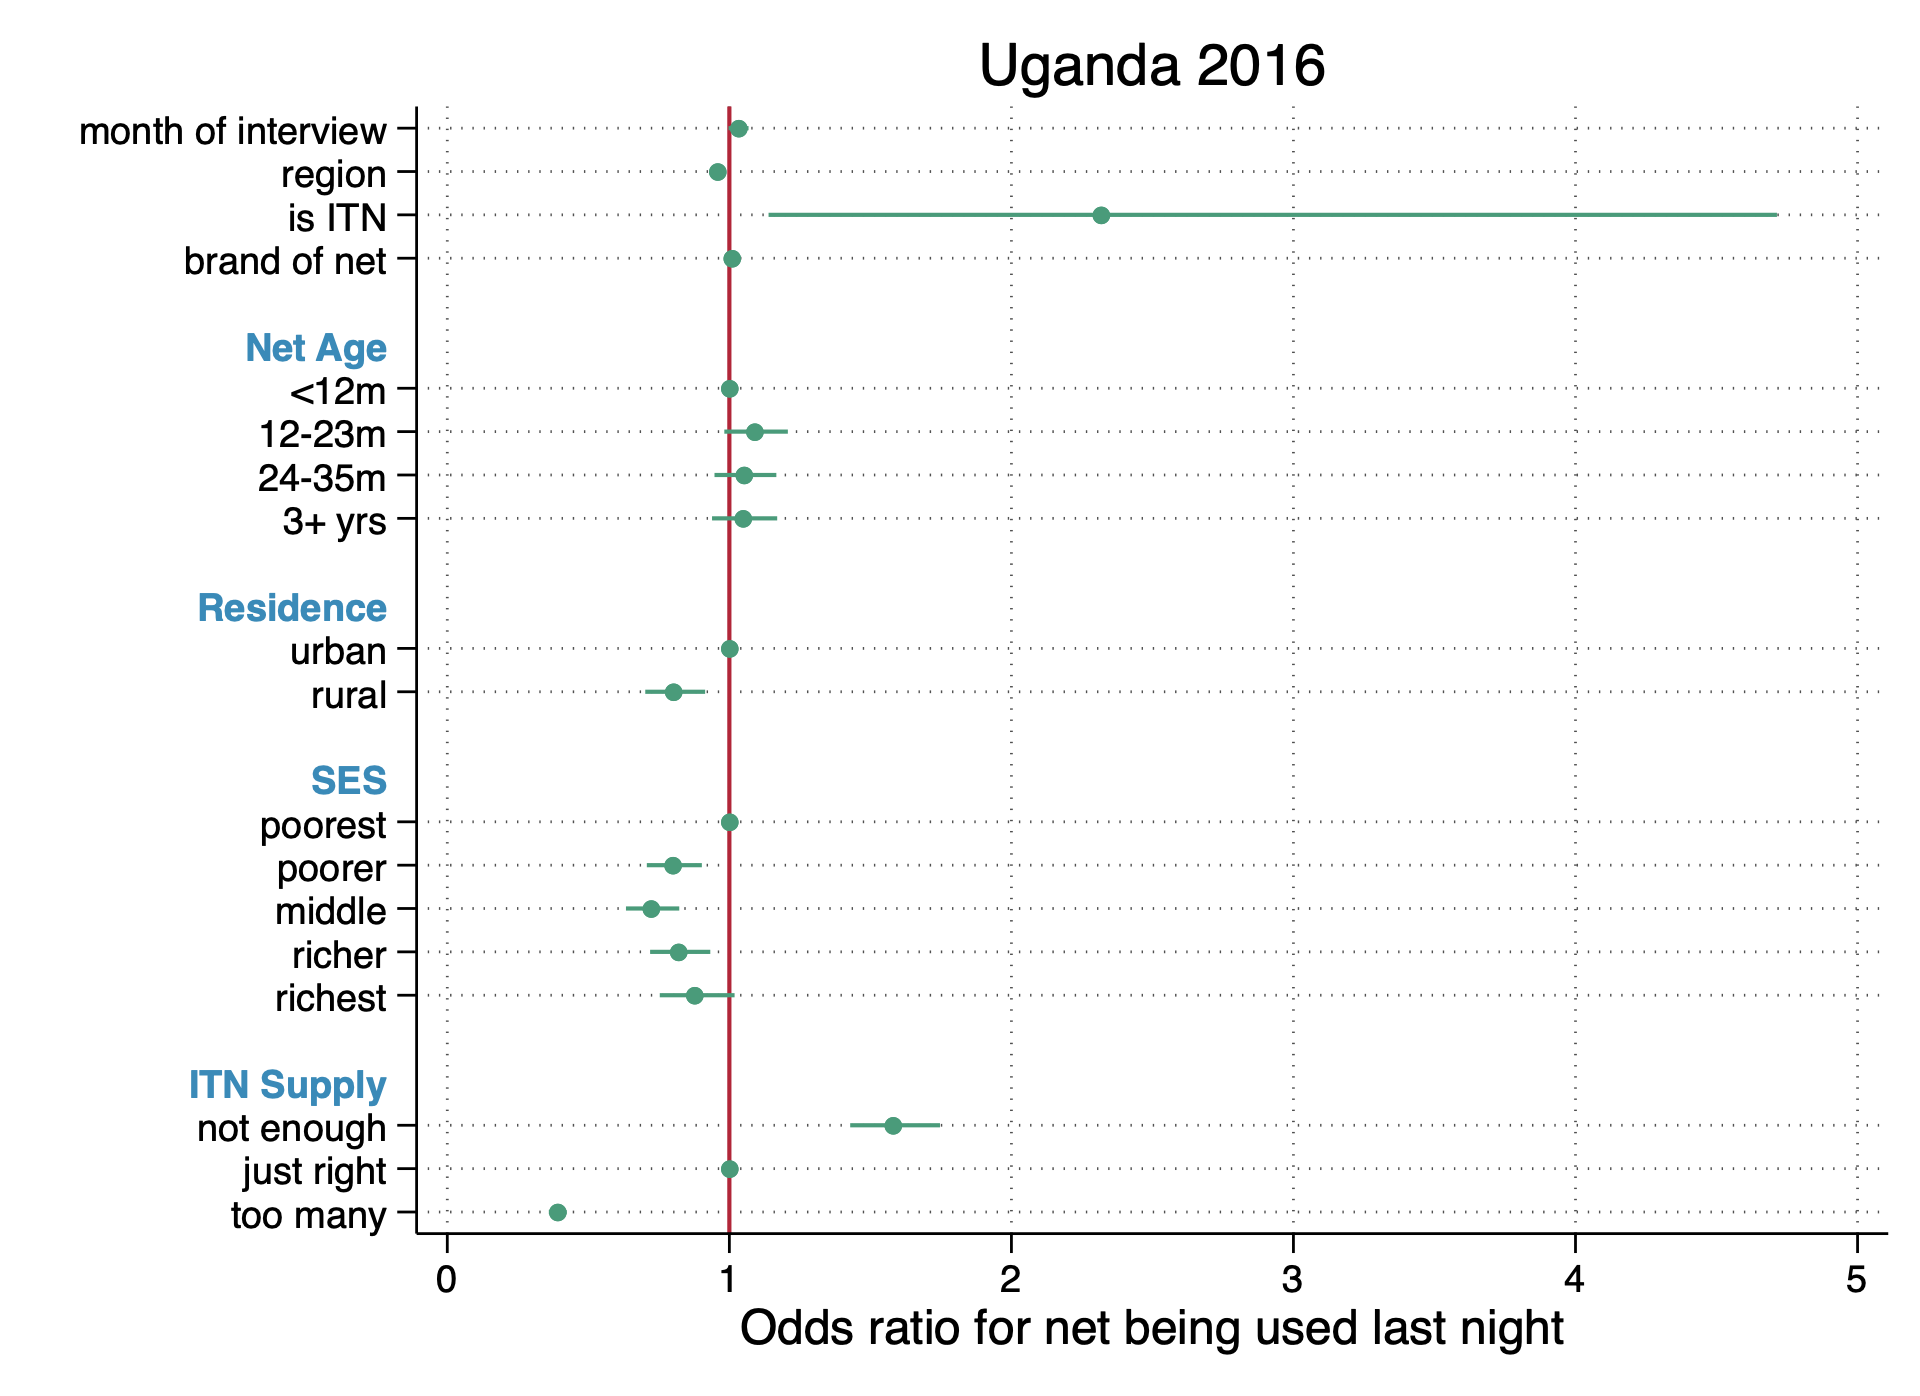 Uganda 2016
month of interview
region
is ITN
brand of net
Net Age
<12m
12-23m
24-35m
3+ yrs
Residence
urban
rural
SES
poorest
poorer
middle
richer
richest
ITN Supply
not enough
just right
too many
0 1 2 3 4 5
Odds ratio for net being used last night